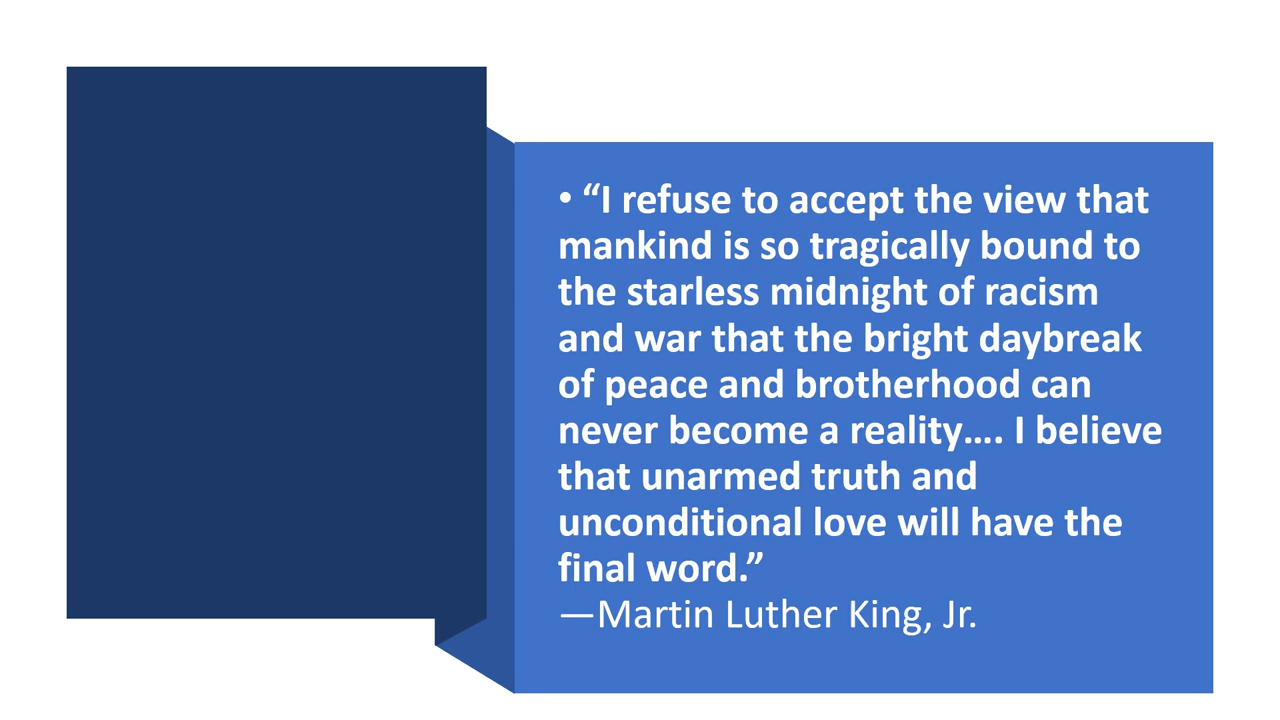 • “I refuse to accept the view that
mankind is so tragically bound to
the starless midnight of racism
and war that the bright daybreak
of peace and brotherhood can
never become a reality…. I believe
that unarmed truth and
unconditional love will have the
final word.”
—Martin Luther King, Jr.